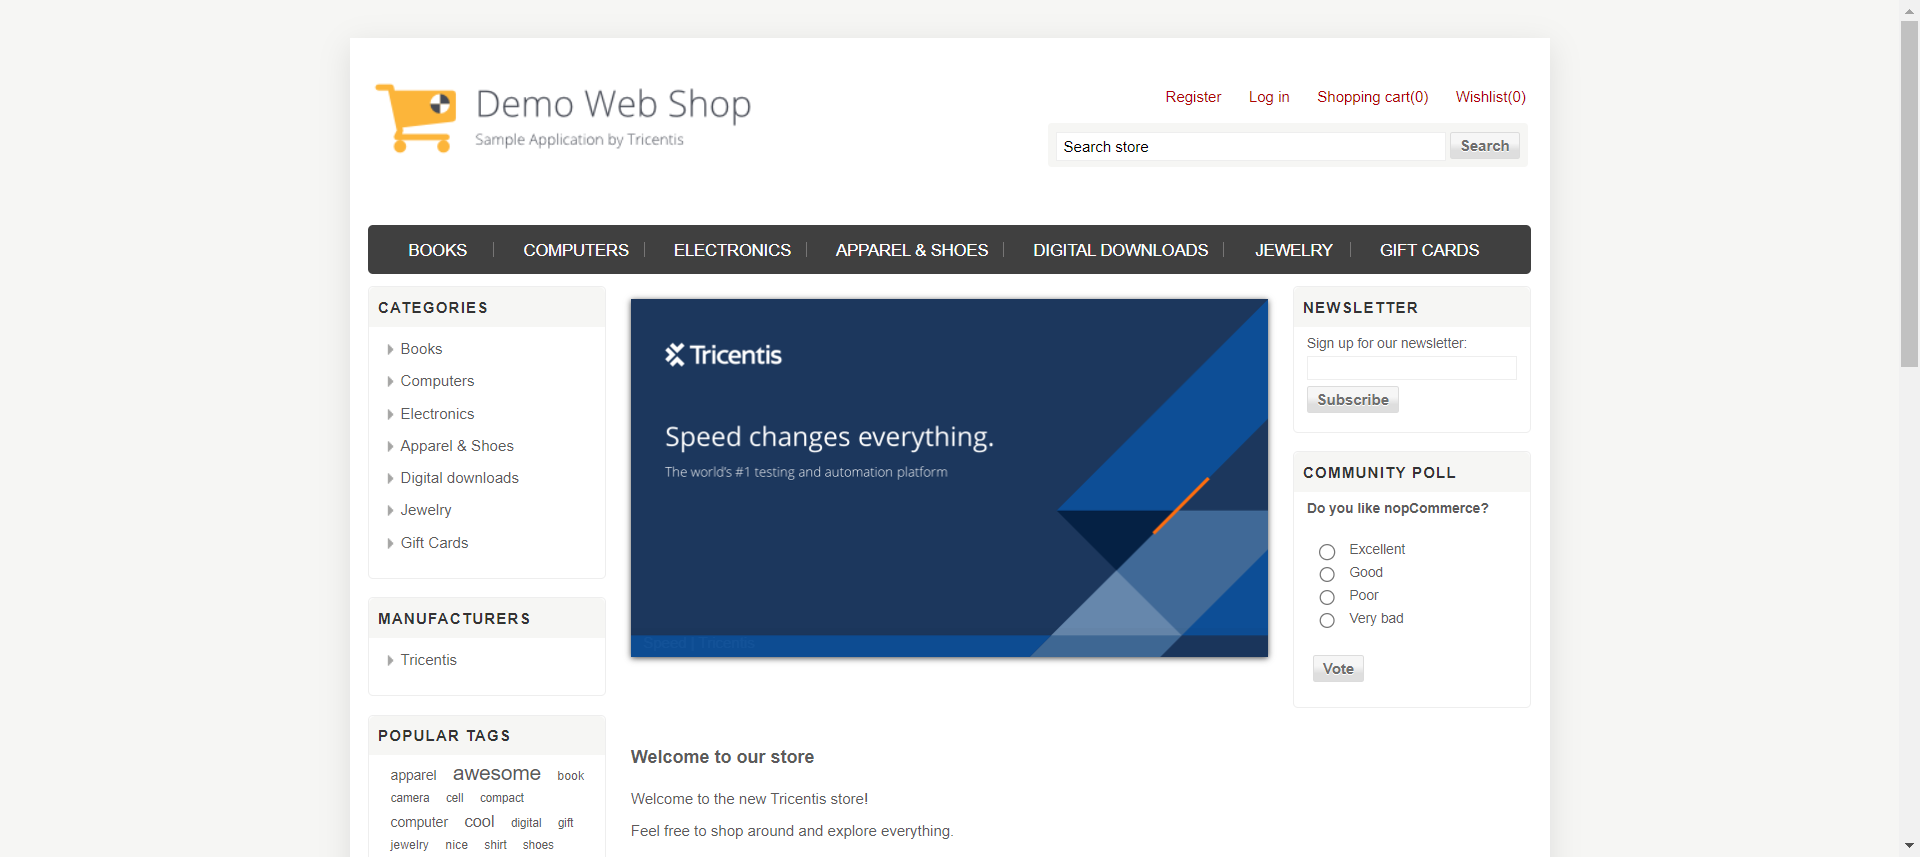 Demo Web Shop
Sample Application by Tricentis
Register Log in Shopping cart(0) Wishlist(0)
Search store Search
BOOKS COMPUTERS ELECTRONICS APPAREL & SHOES DIGITAL DOWNLOADS JEWELRY GIFT CARDS
CATEGORIES
Books
Computers
Electronics
Apparel & Shoes
Digital downloads
Jewelry
Gift Cards
MANUFACTURERS
Tricentis
POPULAR TAGS
apparel awesome book
camera cell compact
computer cool digital gift
jewelry nice shirt shoes
Tricentis
Speed changes everything.
The world's #1 testing and automation platform
Speed | Tricentis
Welcome to our store
Welcome to the new Tricentis store!
Feel free to shop around and explore everything.
NEWSLETTER
Sign up for our newsletter:
Subscribe
COMMUNITY POLL
Do you like nopCommerce?
Excellent
Good
Poor
Very bad
Vote